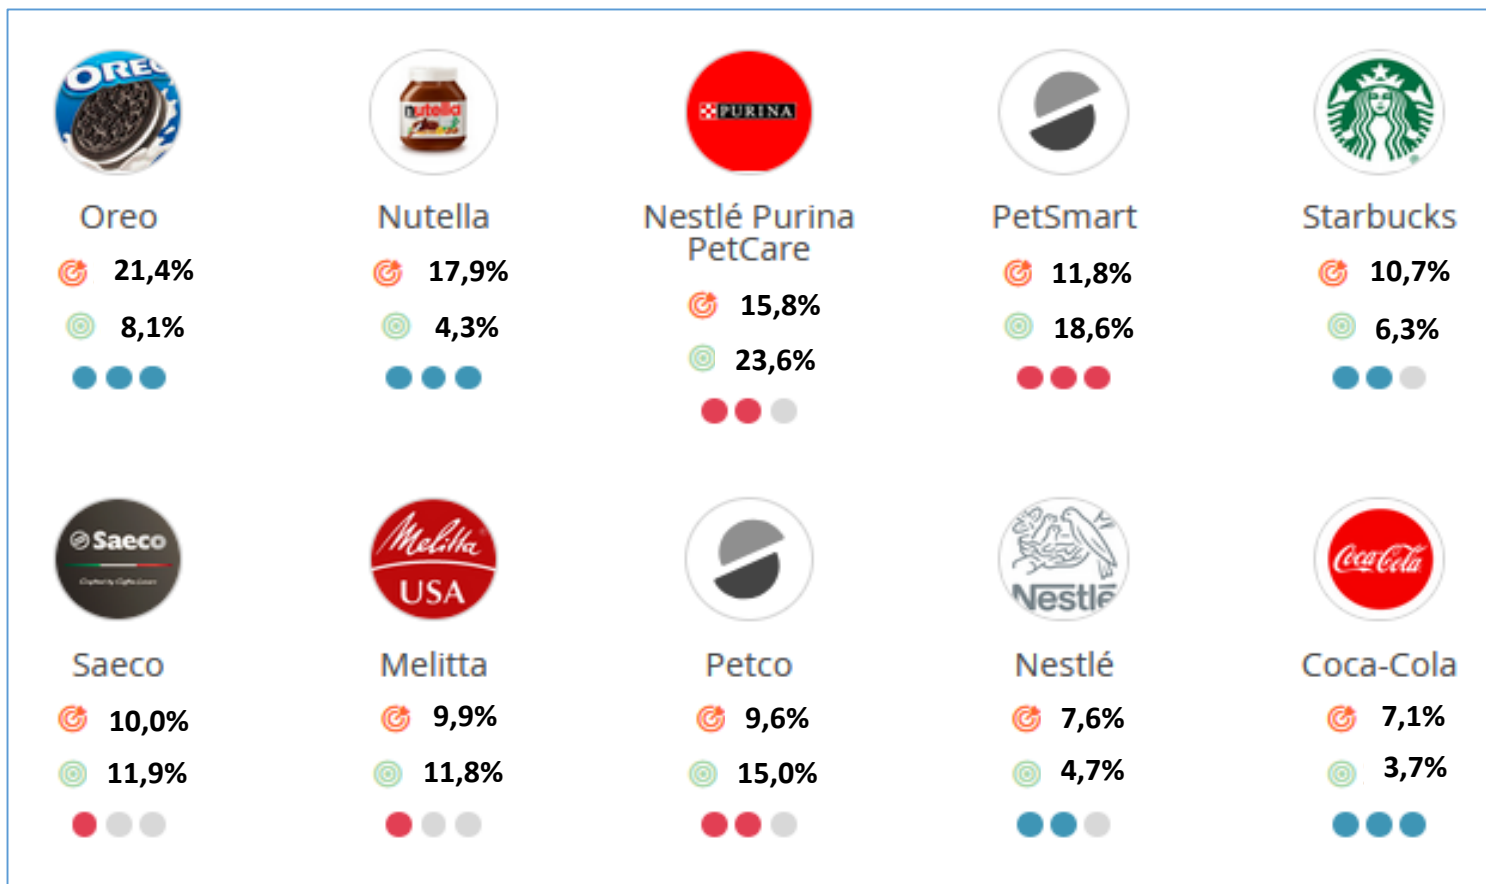 OREO
nutella
PURINA
Oreo
Nutella
Nestlé Purina
PetCare
PetSmart
Starbucks
21,4%
17,9%
15,8%
11,8%
10,7%
8,1%
4,3%
23,6%
18,6%
6,3%
Saeco
Melitta
USA
Nestlé
Coca-Cola
Saeco
Melitta
Petco
Nestlé
Coca-Cola
10,0%
9,9%
9,6%
7,6%
7,1%
11,9%
11,8%
15,0%
4,7%
3,7%